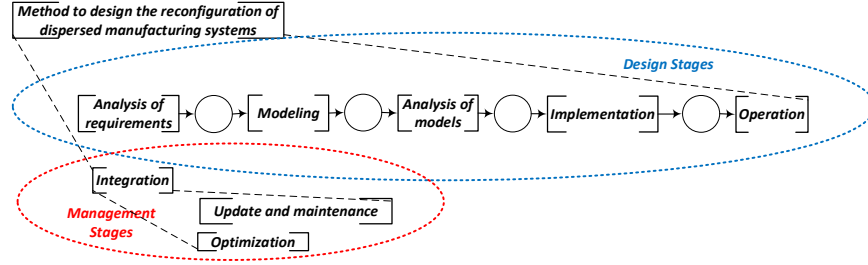 Method to design the reconfiguration of
dispersed manufacturing systems
Design Stages
Analysis of
requirements
Modeling
Analysis of
models
Implementation
Operation
Integration
Management
Stages
Update and maintenance
Optimization